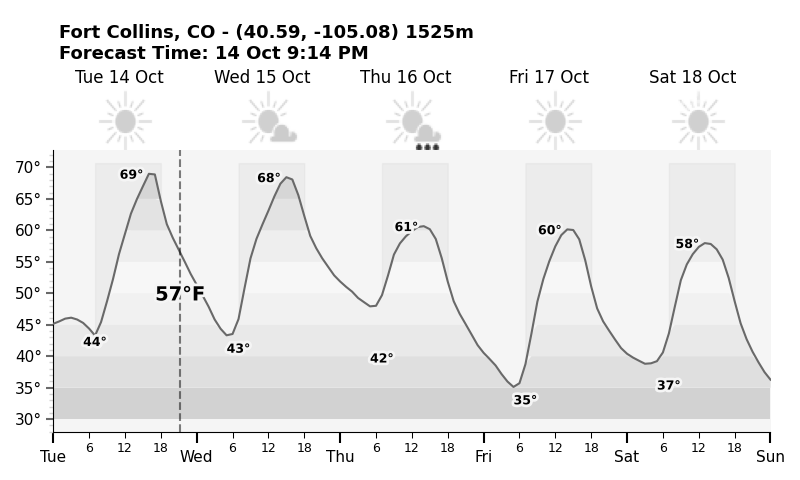 Fort Collins, CO - (40.59, -105.08) 1525m
Forecast Time: 14 Oct 9:14 PM
Tue 14 Oct Wed 15 Oct Thu 16 Oct Fri 17 Oct Sat 18 Oct
70°
65°
60°
55°
50°
45°
40°
35°
30°
69° 68° 61° 60° 58°
57°F
44° 43° 42° 35° 37°
6 12 18 6 12 18 6 12 18 6 12 18 6 12 18
Tue Wed Thu Fri Sat Sun